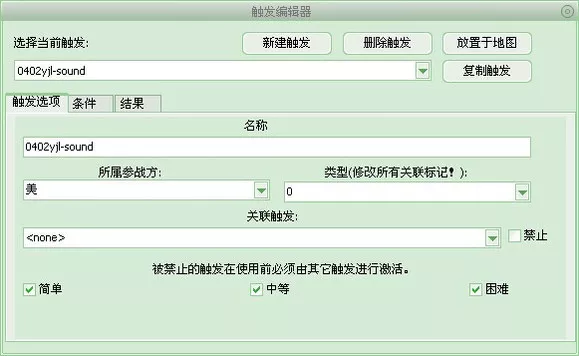 触发编辑器
选择当前触发: 新建触发 删除触发 放置于地图
0402yjl-sound 复制触发
触发选项 条件 结果
名称
0402yjl-sound
所属参战方: 类型(修改所有关联标记!):
美 0
关联触发:
<none> 禁止
被禁止的触发在使用前必须由其它触发进行激活。
简单 中等 困难